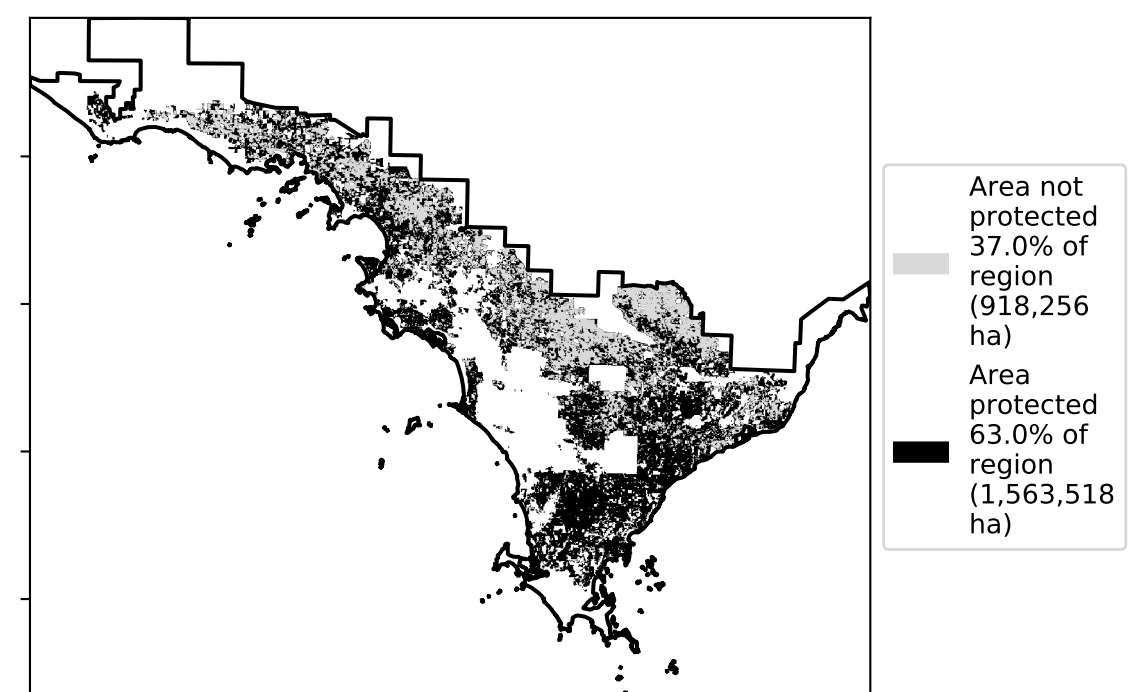 Area not
protected
37.0% of
region
(918,256
ha)
Area
protected
63.0% of
region
(1,563,518
ha)